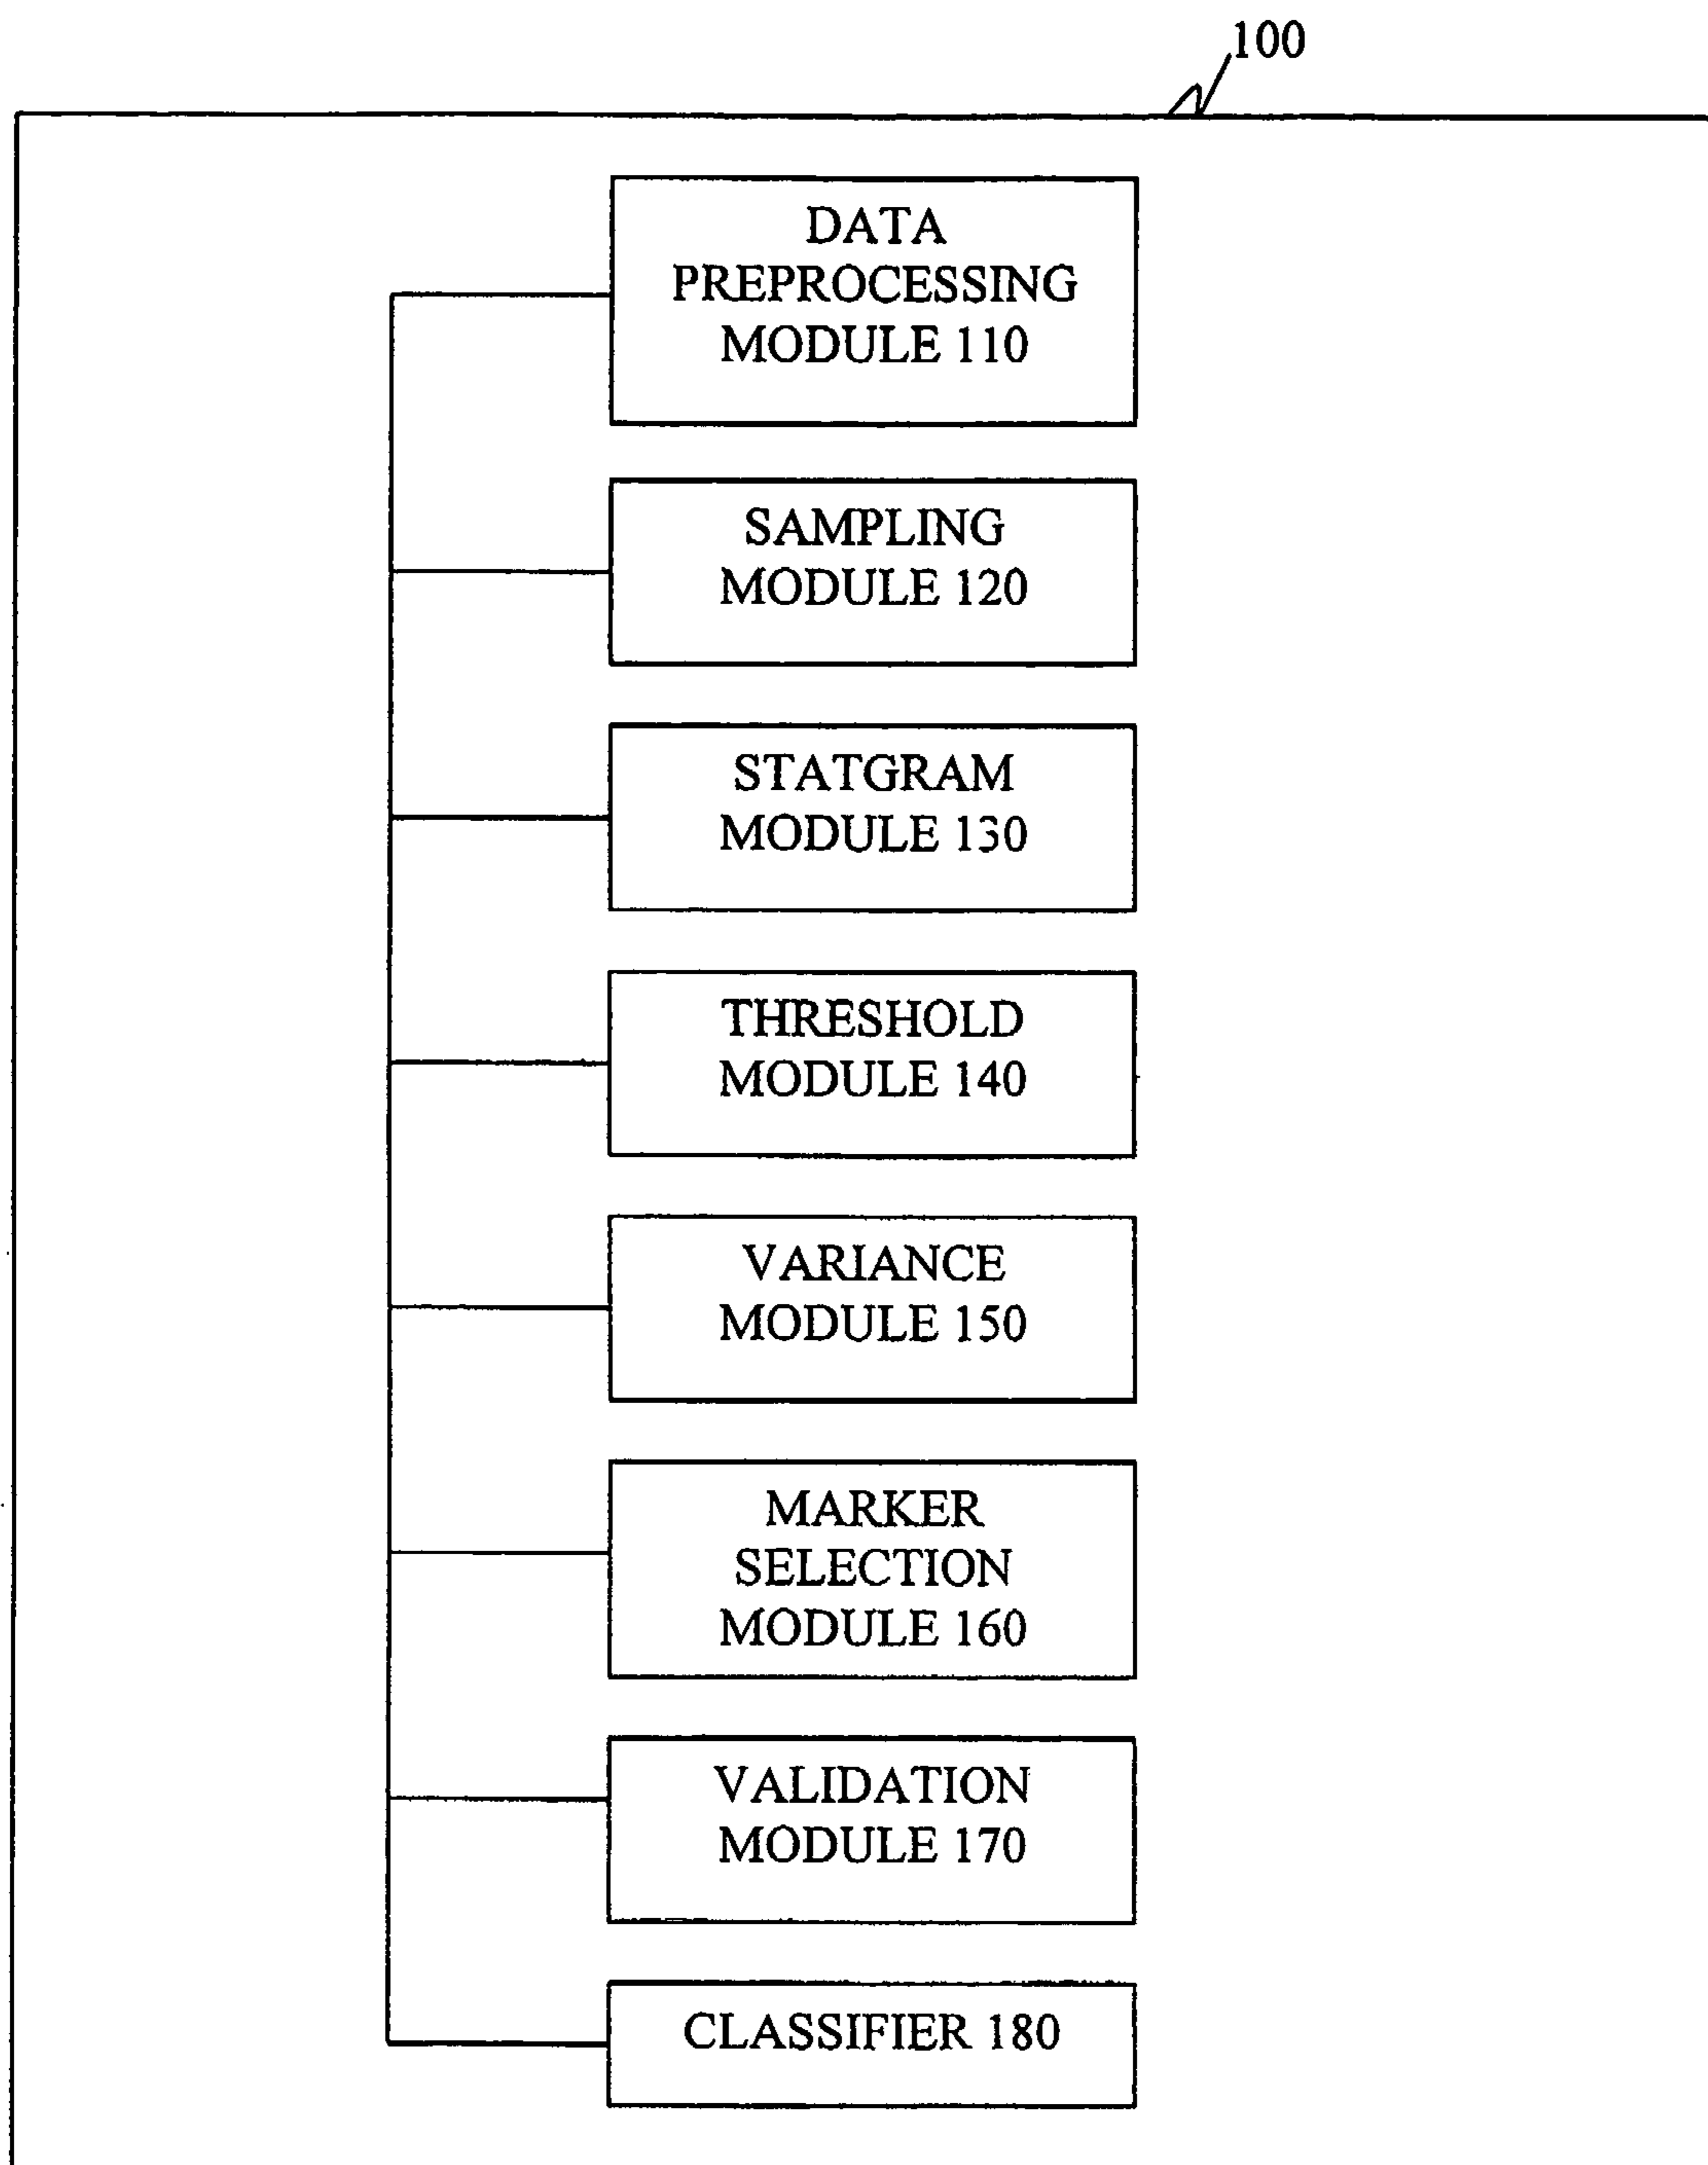 100
DATA
PREPROCESSING
MODULE 110
SAMPLING
MODULE 120
STATGRAM
MODULE 130
THRESHOLD
MODULE 140
VARIANCE
MODULE 150
MARKER
SELECTION
MODULE 160
VALIDATION
MODULE 170
CLASSIFIER 180